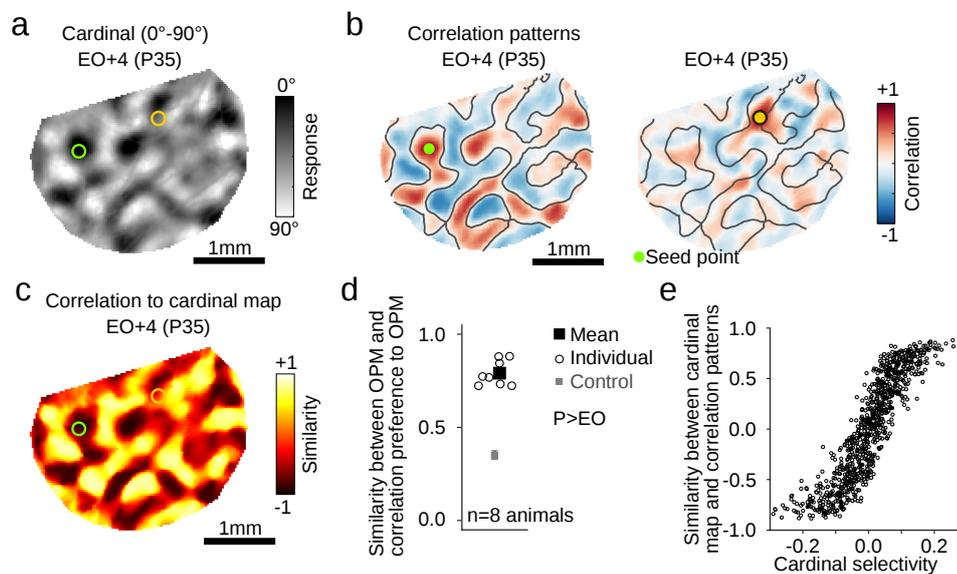 a
Cardinal (0°-90°)
EO+4 (P35)
0°
Response
90°
1mm
b
Correlation patterns
EO+4 (P35)
EO+4 (P35)
+1
Correlation
-1
1mm
Seed point
c
Correlation to cardinal map
EO+4 (P35)
+1
Similarity
-1
1mm
d
Similarity between OPM and
correlation preference to OPM
1.0
0.5
0.0
Mean
Individual
Control
P>EO
n=8 animals
e
Similarity between cardinal
map and correlation patterns
1.0
0.5
0.0
-0.5
-1.0
-0.2
0.0
0.2
Cardinal selectivity